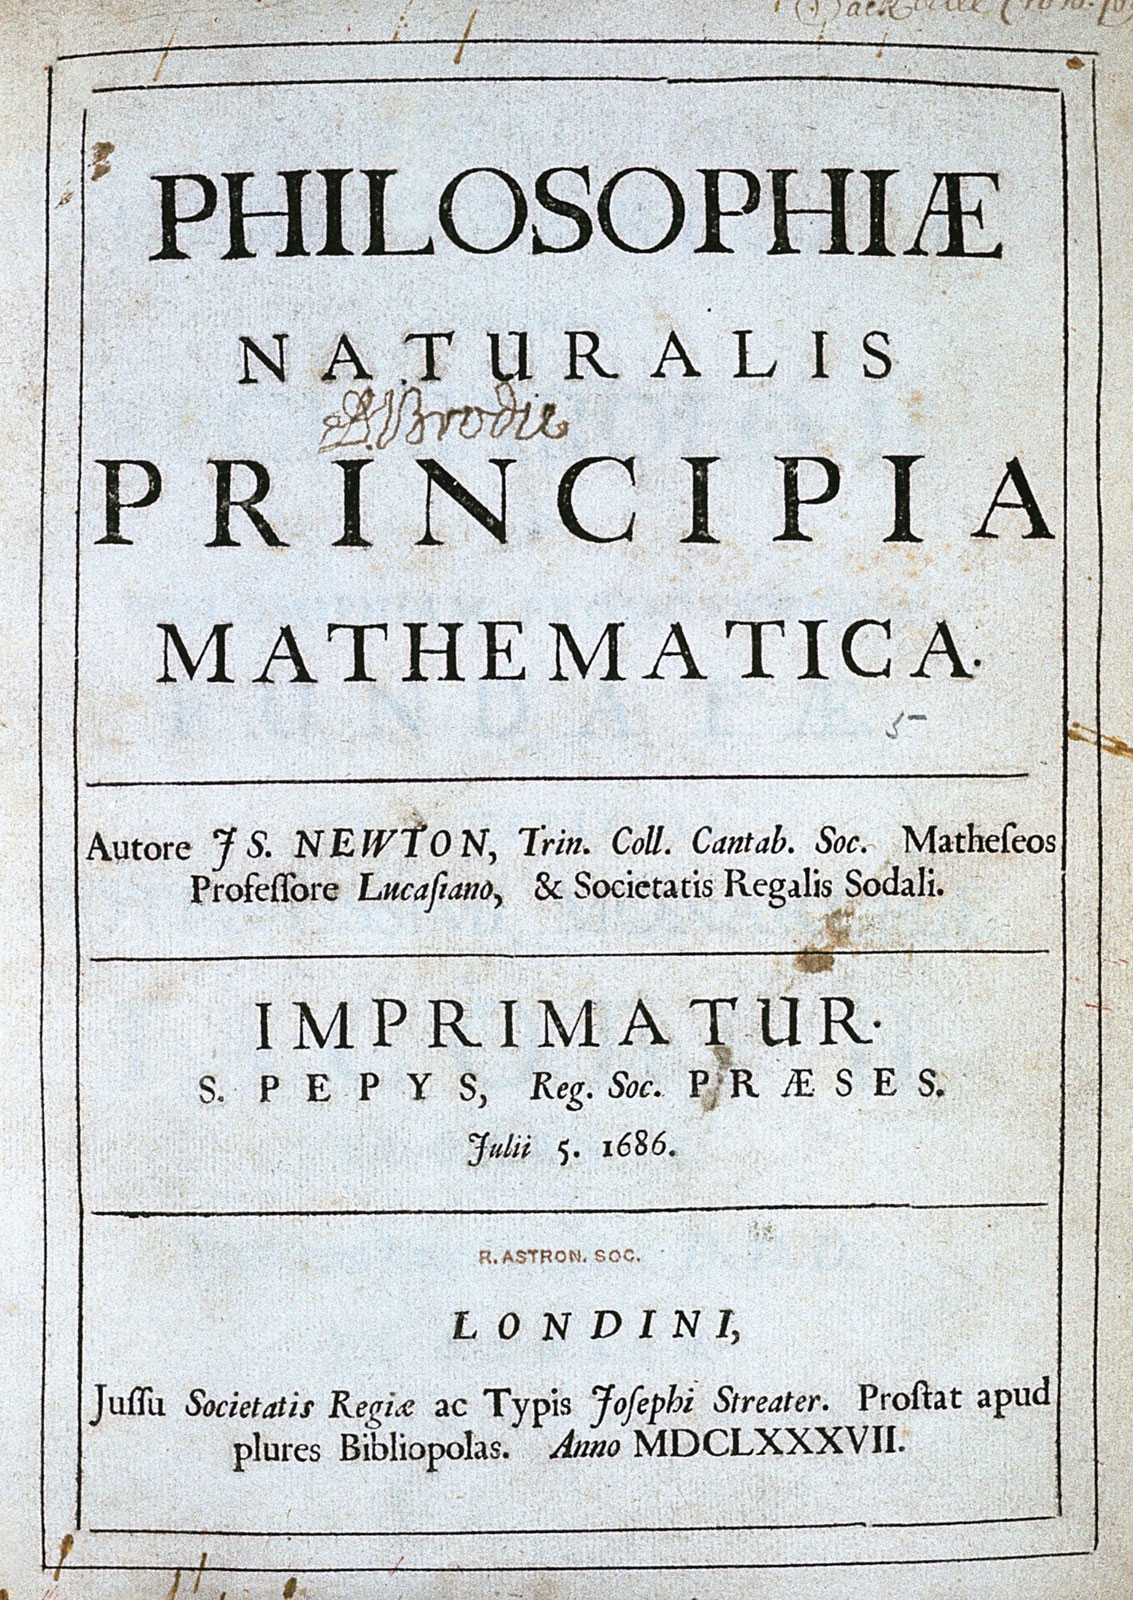 PHILOSOPHIÆ
NATURALIS
Brodie
PRINCIPIA
MATHEMATICA.
5
Autore JS. NEWTON, Trin. Coll. Cantab. Soc. Matheſeos
Profeſſore Lucaſiano, & Societatis Regalis Sodali.
IMPRIMATUR.
S. PEPYS, Reg. Soc. PRÆSES.
Julii 5. 1686.
R. ASTRON. SOC.
LONDINI,
Juſſu Societatis Regiæ ac Typis Joſephi Streater. Proſtat apud
plures Bibliopolas. Anno MDCLXXXVII.